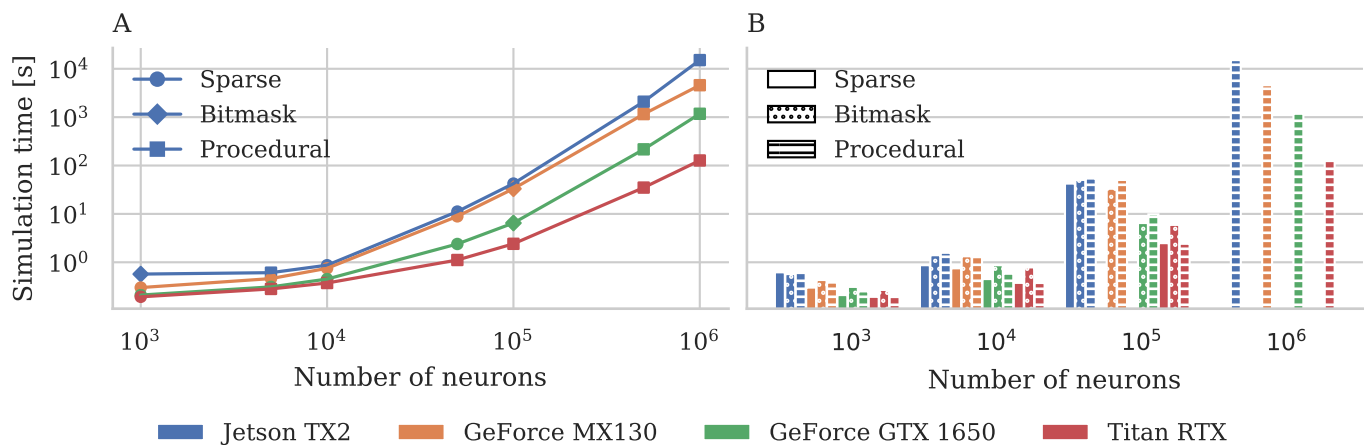 A
B
Simulation time [s]
10^4
10^3
10^2
10^1
10^0
Sparse
Bitmask
Procedural
10^3 10^4 10^5 10^6
Number of neurons
Sparse
Bitmask
Procedural
10^3 10^4 10^5 10^6
Number of neurons
Jetson TX2 GeForce MX130 GeForce GTX 1650 Titan RTX